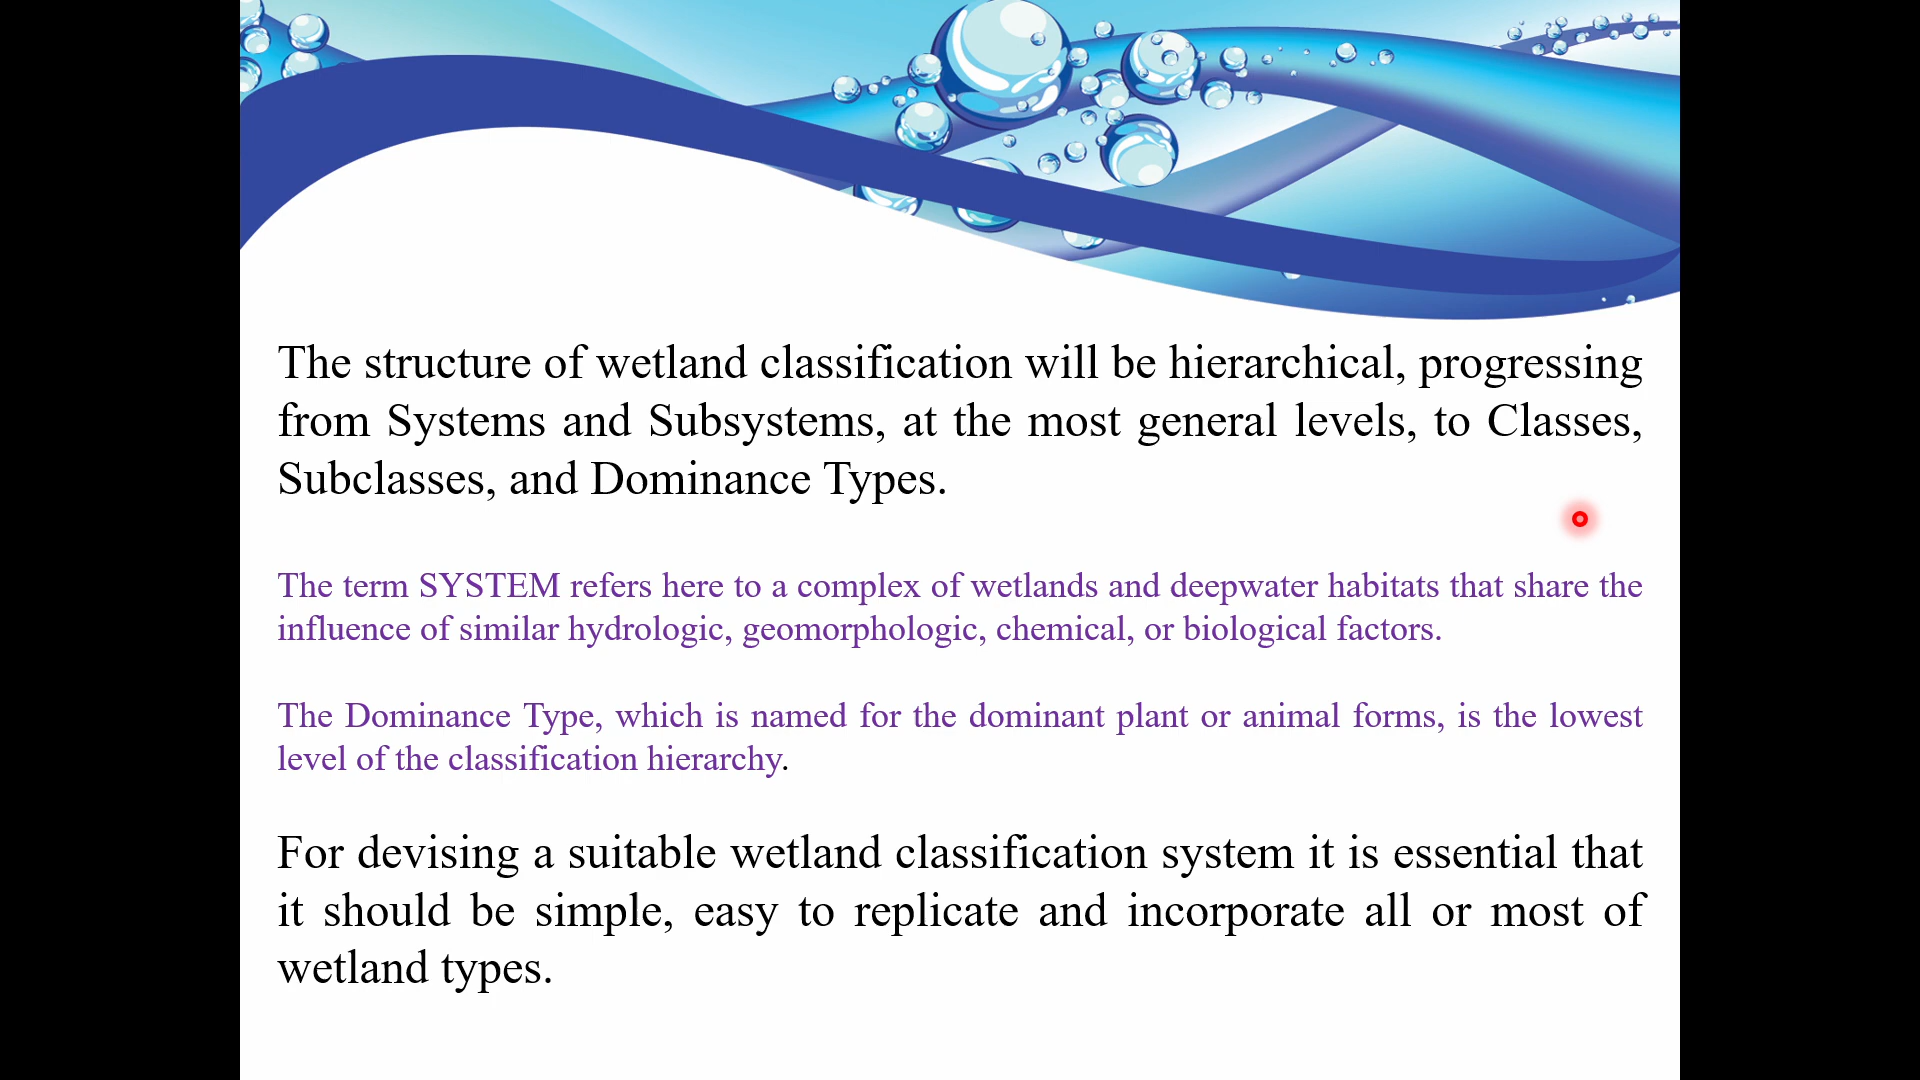 The structure of wetland classification will be hierarchical, progressing
from Systems and Subsystems, at the most general levels, to Classes,
Subclasses, and Dominance Types.
The term SYSTEM refers here to a complex of wetlands and deepwater habitats that share the
influence of similar hydrologic, geomorphologic, chemical, or biological factors.
The Dominance Type, which is named for the dominant plant or animal forms, is the lowest
level of the classification hierarchy.
For devising a suitable wetland classification system it is essential that
it should be simple, easy to replicate and incorporate all or most of
wetland types.